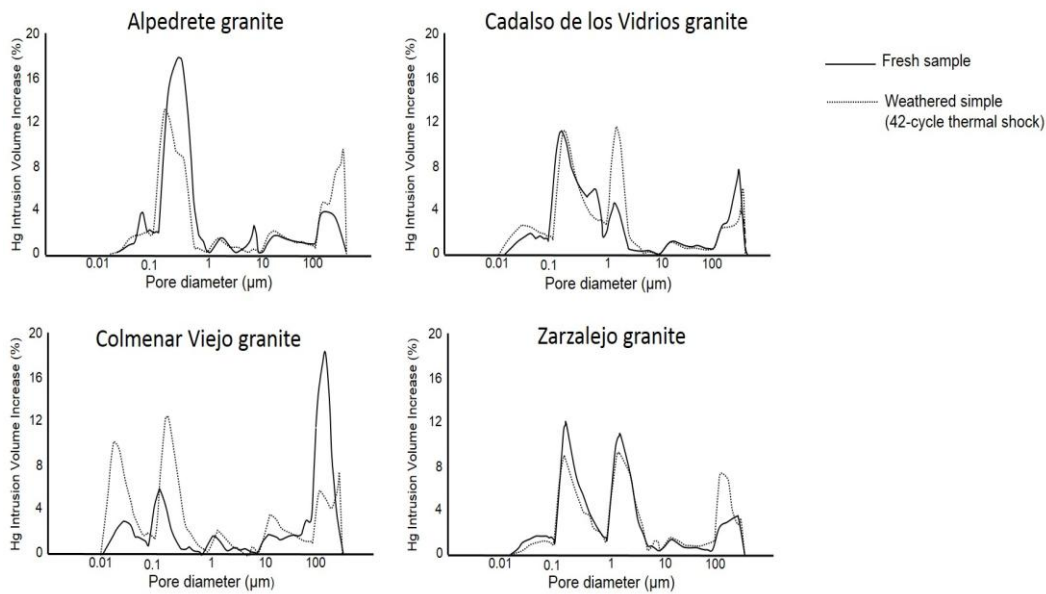 Alpedrete granite
20
16
12
8
4
0
Hg Intrusion Volume Increase (%)
0.01 0.1 1 10 100
Pore diameter (µm)
Cadalso de los Vidrios granite
20
16
12
8
4
0
Hg Intrusion Volume Increase (%)
0.01 0.1 1 10 100
Pore diameter (µm)
Fresh sample
Weathered simple
(42-cycle thermal shock)
Colmenar Viejo granite
20
16
12
8
4
0
Hg Intrusion Volume Increase (%)
0.01 0.1 1 10 100
Pore diameter (µm)
Zarzalejo granite
20
16
12
8
4
0
Hg Intrusion Volume Increase (%)
0.01 0.1 1 10 100
Pore diameter (µm)